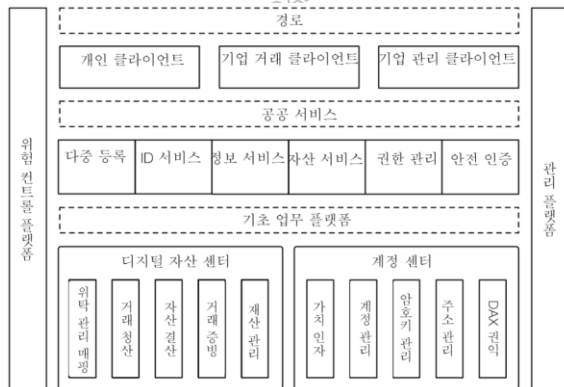 경로
개인 클라이언트
기업 거래 클라이언트
기업 관리 클라이언트
공공 서비스
위험 컨트롤 플랫폼
다중 등록
ID 서비스
정보 서비스
자산 서비스
권한 관리
안전 인증
관리 플랫폼
기초 업무 플랫폼
디지털 자산 센터
계정 센터
위탁 관리 매핑
거래 청산
자산 결산
거래 증빙
재산 관리
가치 인자
계정 관리
암호키 관리
주소 관리
DAX 권익